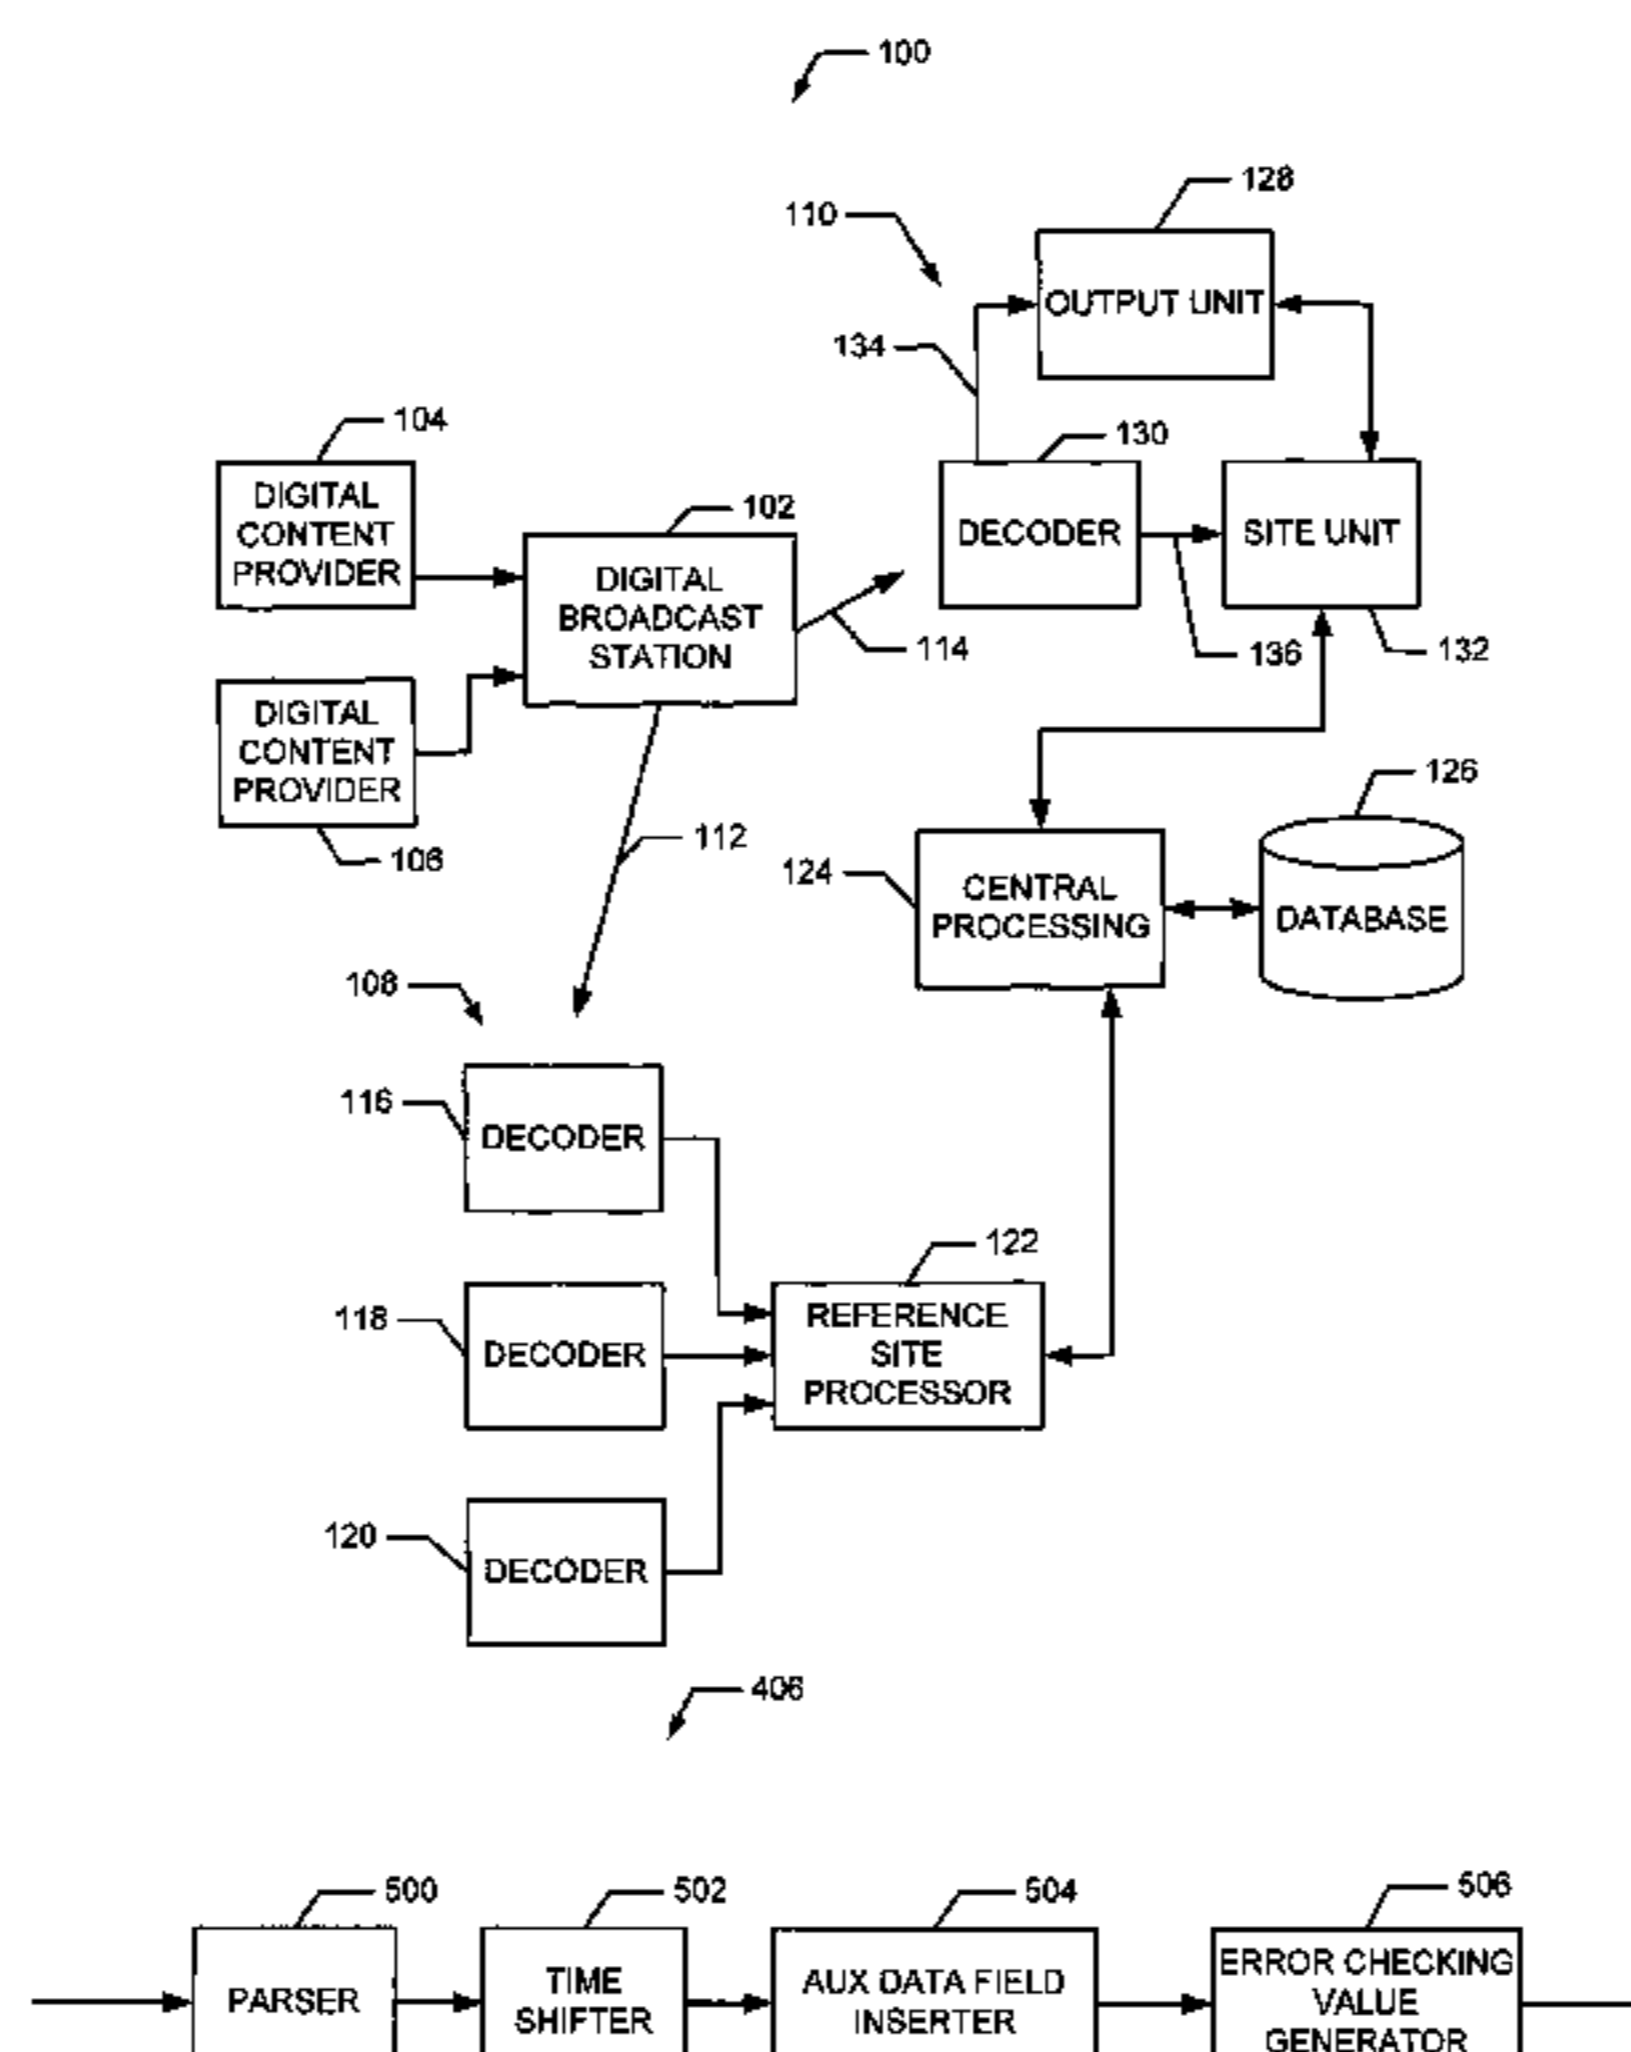 100
128
110
OUTPUT UNIT
134
104
130
DIGITAL
CONTENT
PROVIDER
102
DECODER
SITE UNIT
DIGITAL
BROADCAST
STATION
114
136
132
DIGITAL
CONTENT
PROVIDER
106
112
126
124
CENTRAL
PROCESSING
DATABASE
108
116
DECODER
122
118
DECODER
REFERENCE
SITE
PROCESSOR
120
DECODER
406
500
502
504
506
PARSER
TIME
SHIFTER
AUX DATA FIELD
INSERTER
ERROR CHECKING
VALUE
GENERATOR